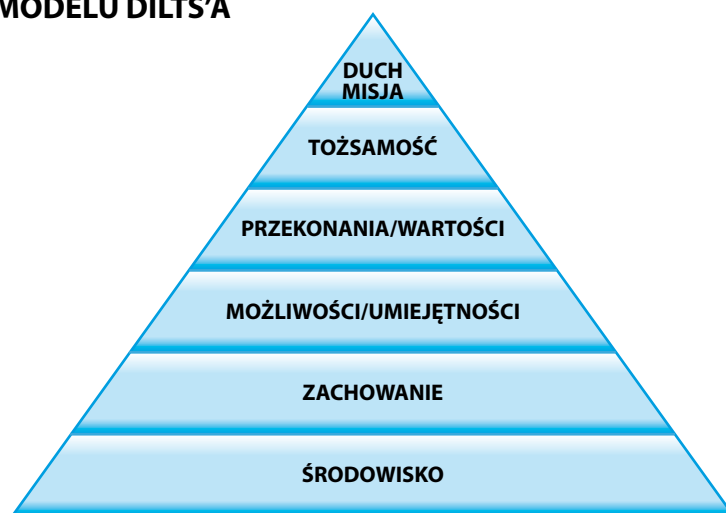 MODELU DILTS’A
DUCH
MISJA
TOŻSAMOŚĆ
PRZEKONANIA/WARTOŚCI
MOŻLIWOŚCI/UMIEJĘTNOŚCI
ZACHOWANIE
ŚRODOWISKO